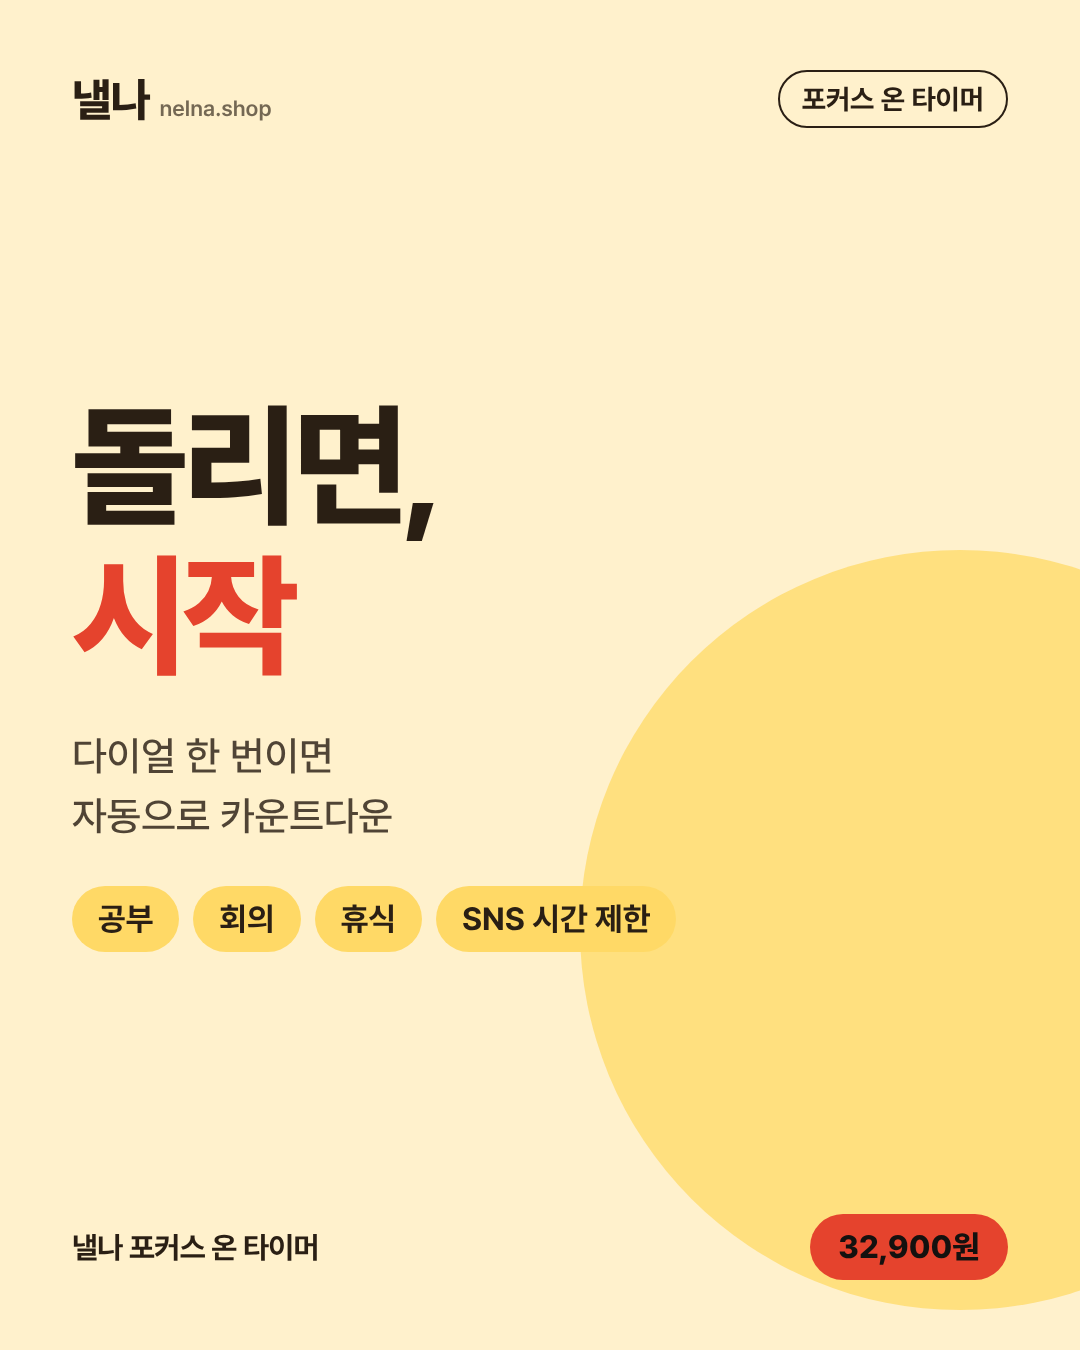 낼나 nelna.shop
포커스 온 타이머
돌리면,
시작
다이얼 한 번이면
자동으로 카운트다운
공부 회의 휴식 SNS 시간 제한
낼나 포커스 온 타이머
32,900원